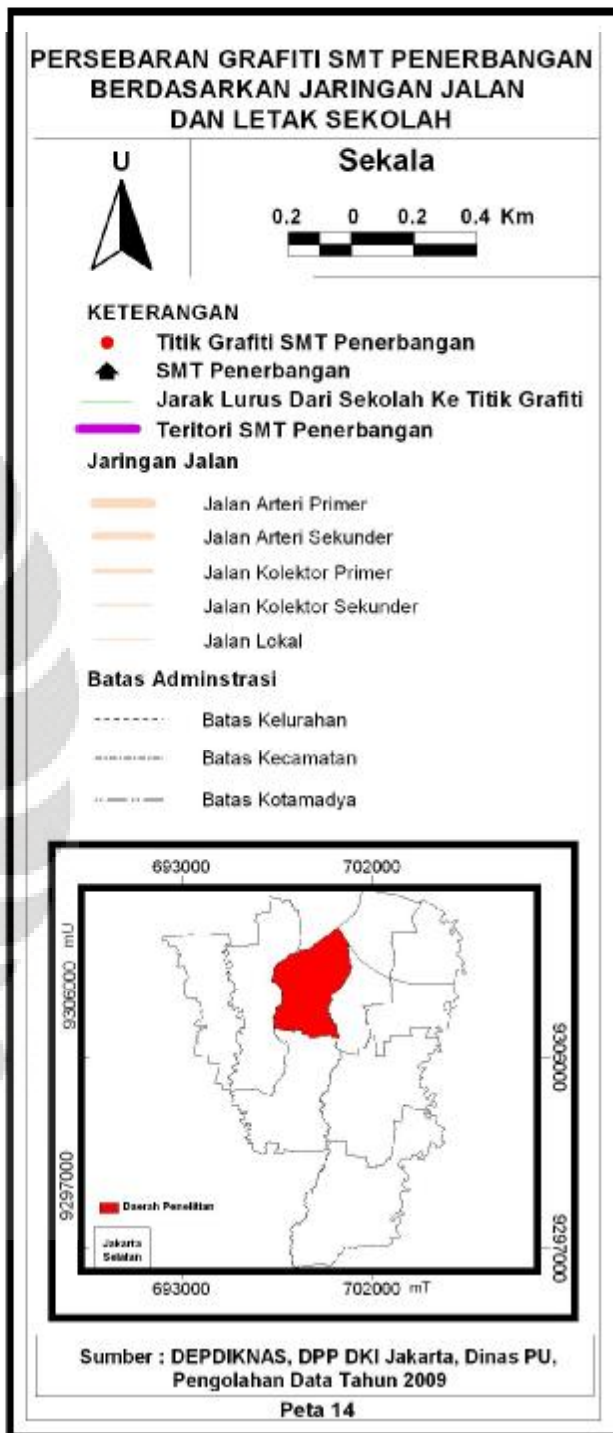 PERSEBARAN GRAFITI SMT PENERBANGAN
BERDASARKAN JARINGAN JALAN
DAN LETAK SEKOLAH
U
Sekala
0.2 0 0.2 0.4 Km
KETERANGAN
Titik Grafiti SMT Penerbangan
SMT Penerbangan
Jarak Lurus Dari Sekolah Ke Titik Grafiti
Teritori SMT Penerbangan
Jaringan Jalan
Jalan Arteri Primer
Jalan Arteri Sekunder
Jalan Kolektor Primer
Jalan Kolektor Sekunder
Jalan Lokal
Batas Adminstrasi
Batas Kelurahan
Batas Kecamatan
Batas Kotamadya
693000 702000
9306000 mU
9306000
9297000
9297000
Daerah Penelitian
Jakarta
Selatan
693000 702000 mT
Sumber : DEPDIKNAS, DPP DKI Jakarta, Dinas PU,
Pengolahan Data Tahun 2009
Peta 14